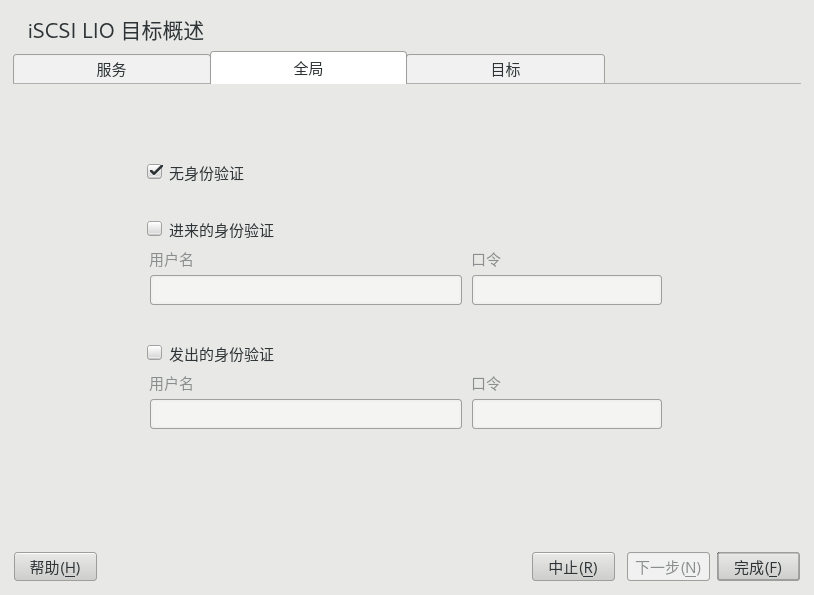 iSCSI LIO 目标概述
服务 全局 目标
无身份验证
进来的身份验证
用户名 口令
发出的身份验证
用户名 口令
帮助(H) 中止(R) 下一步(N) 完成(F)